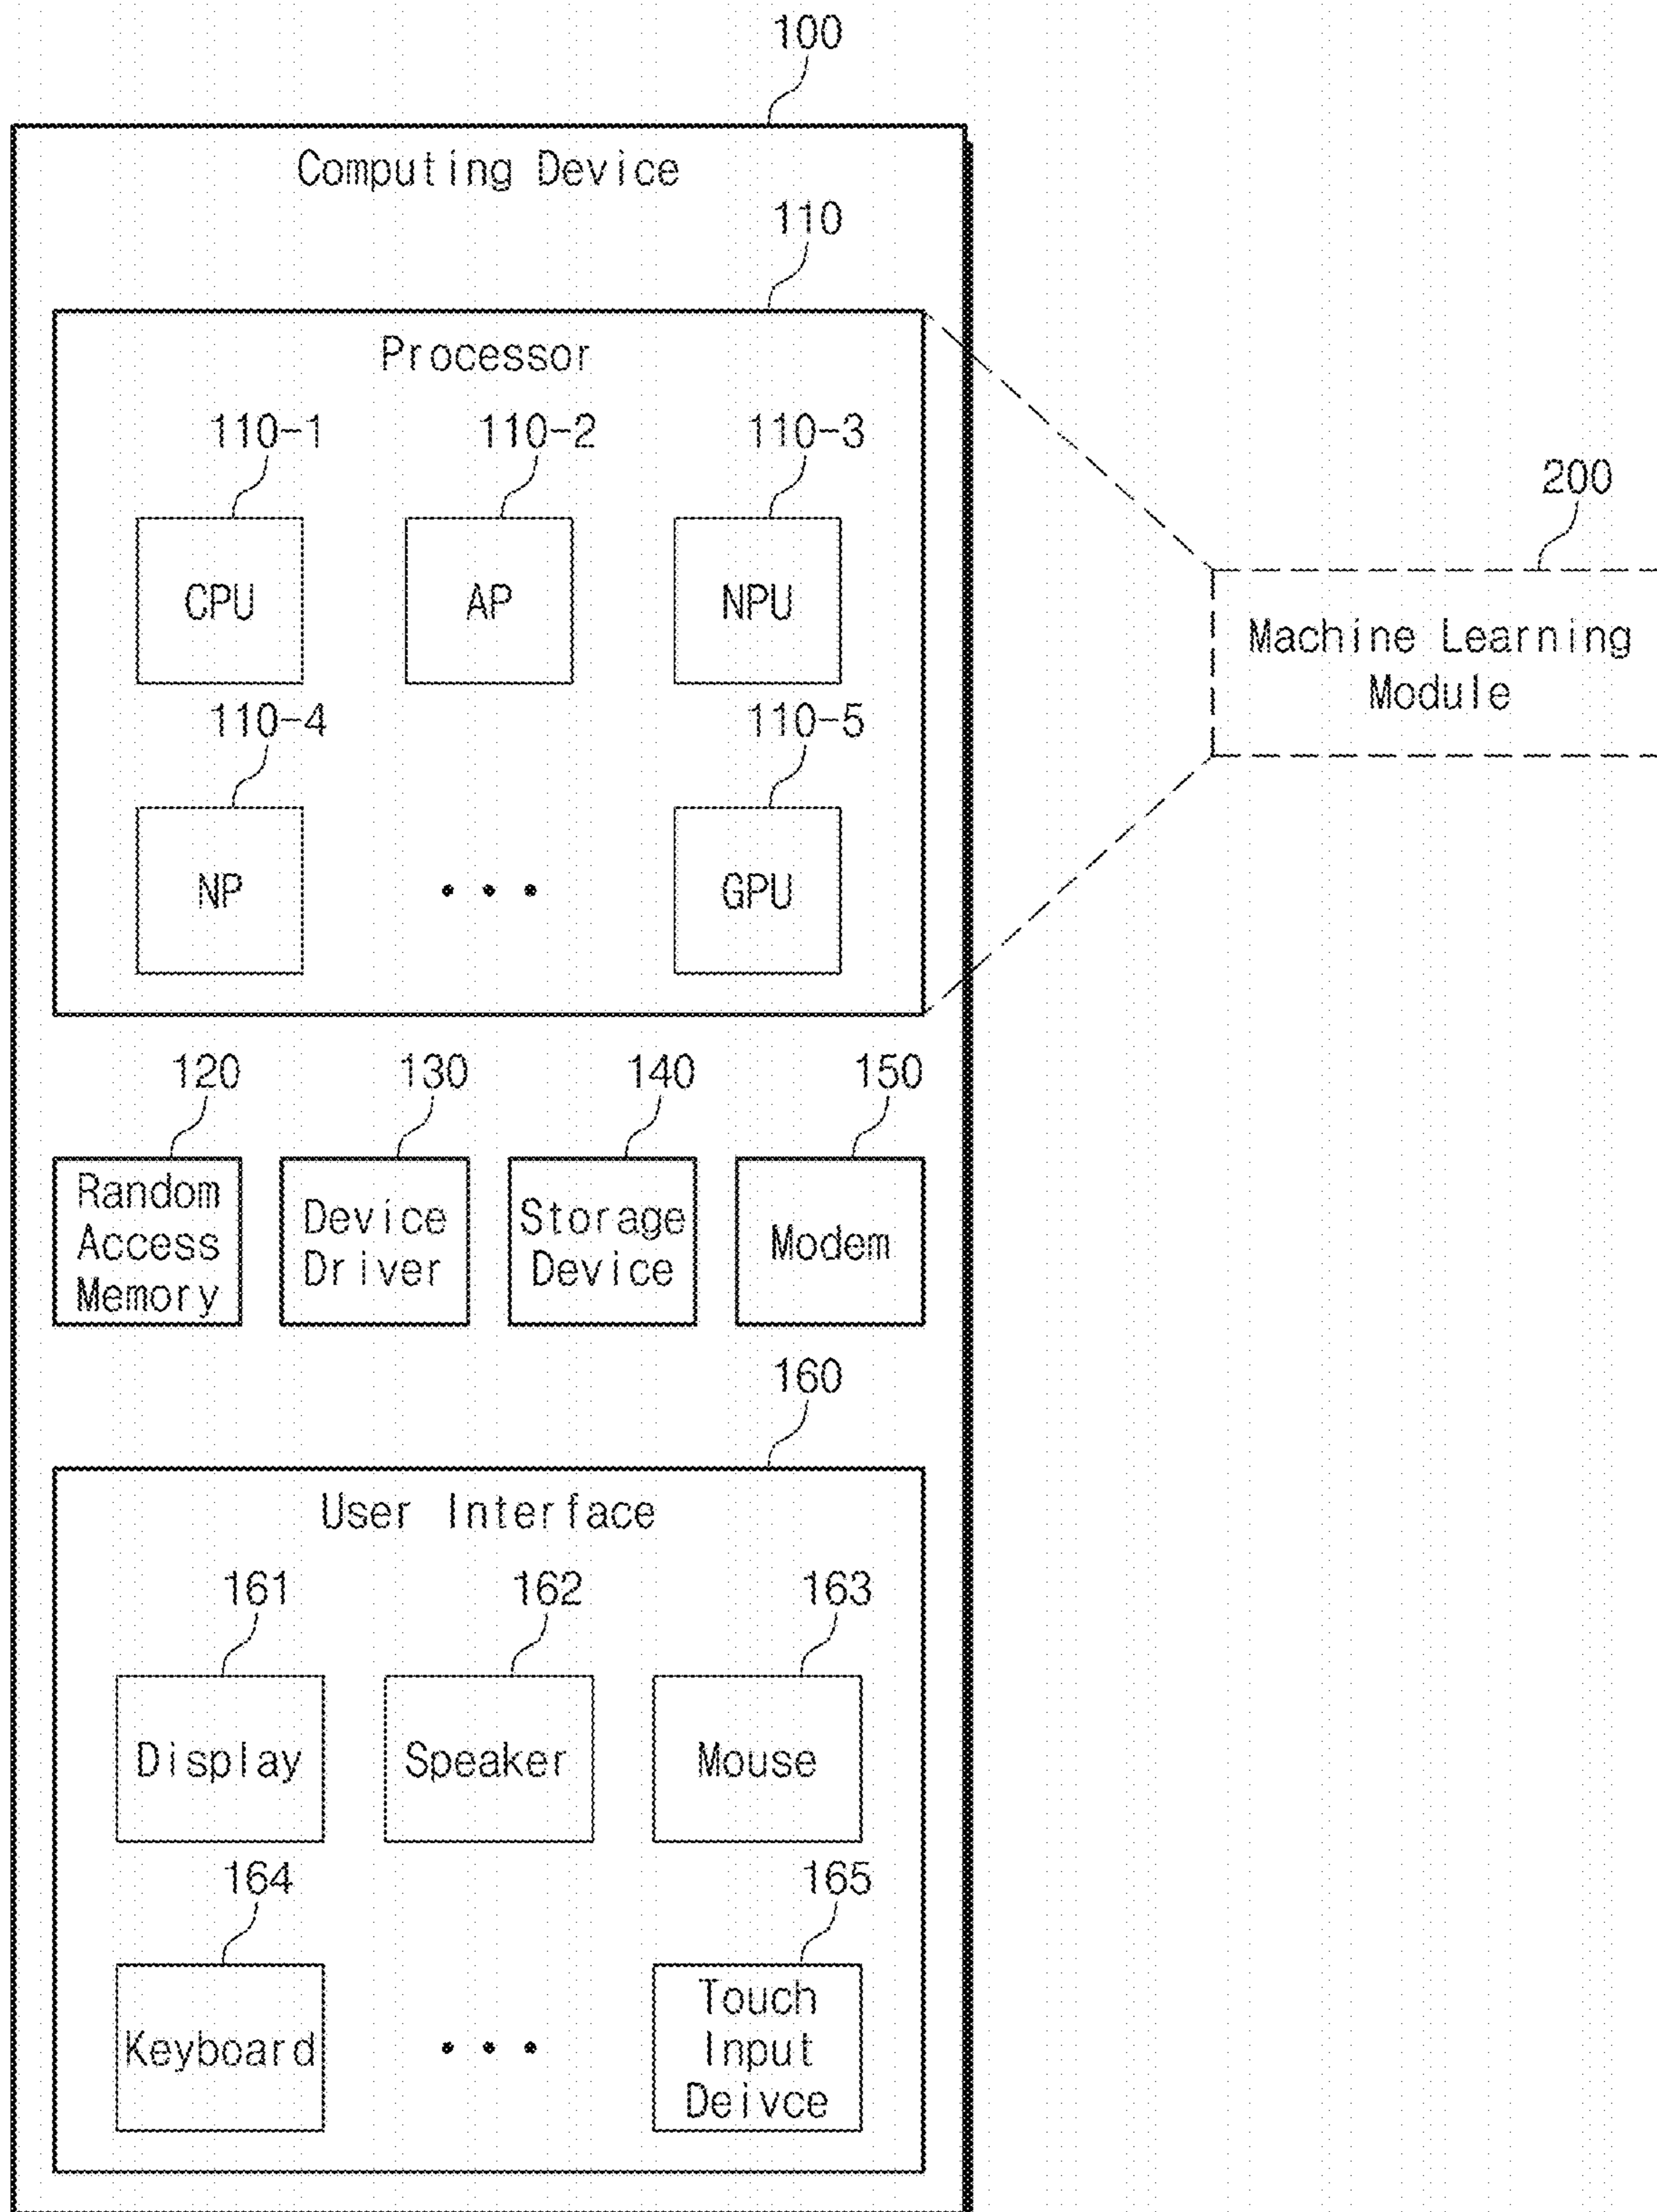 100
Computing Device
110
Processor
110-1 110-2 110-3
CPU AP NPU
110-4 110-5
NP • • • GPU
200
Machine Learning
Module
120 130 140 150
Random
Access
Memory
Device
Driver
Storage
Device
Modem
160
User Interface
161 162 163
Display Speaker Mouse
164 165
Keyboard • • •
Touch
Input
Deivce